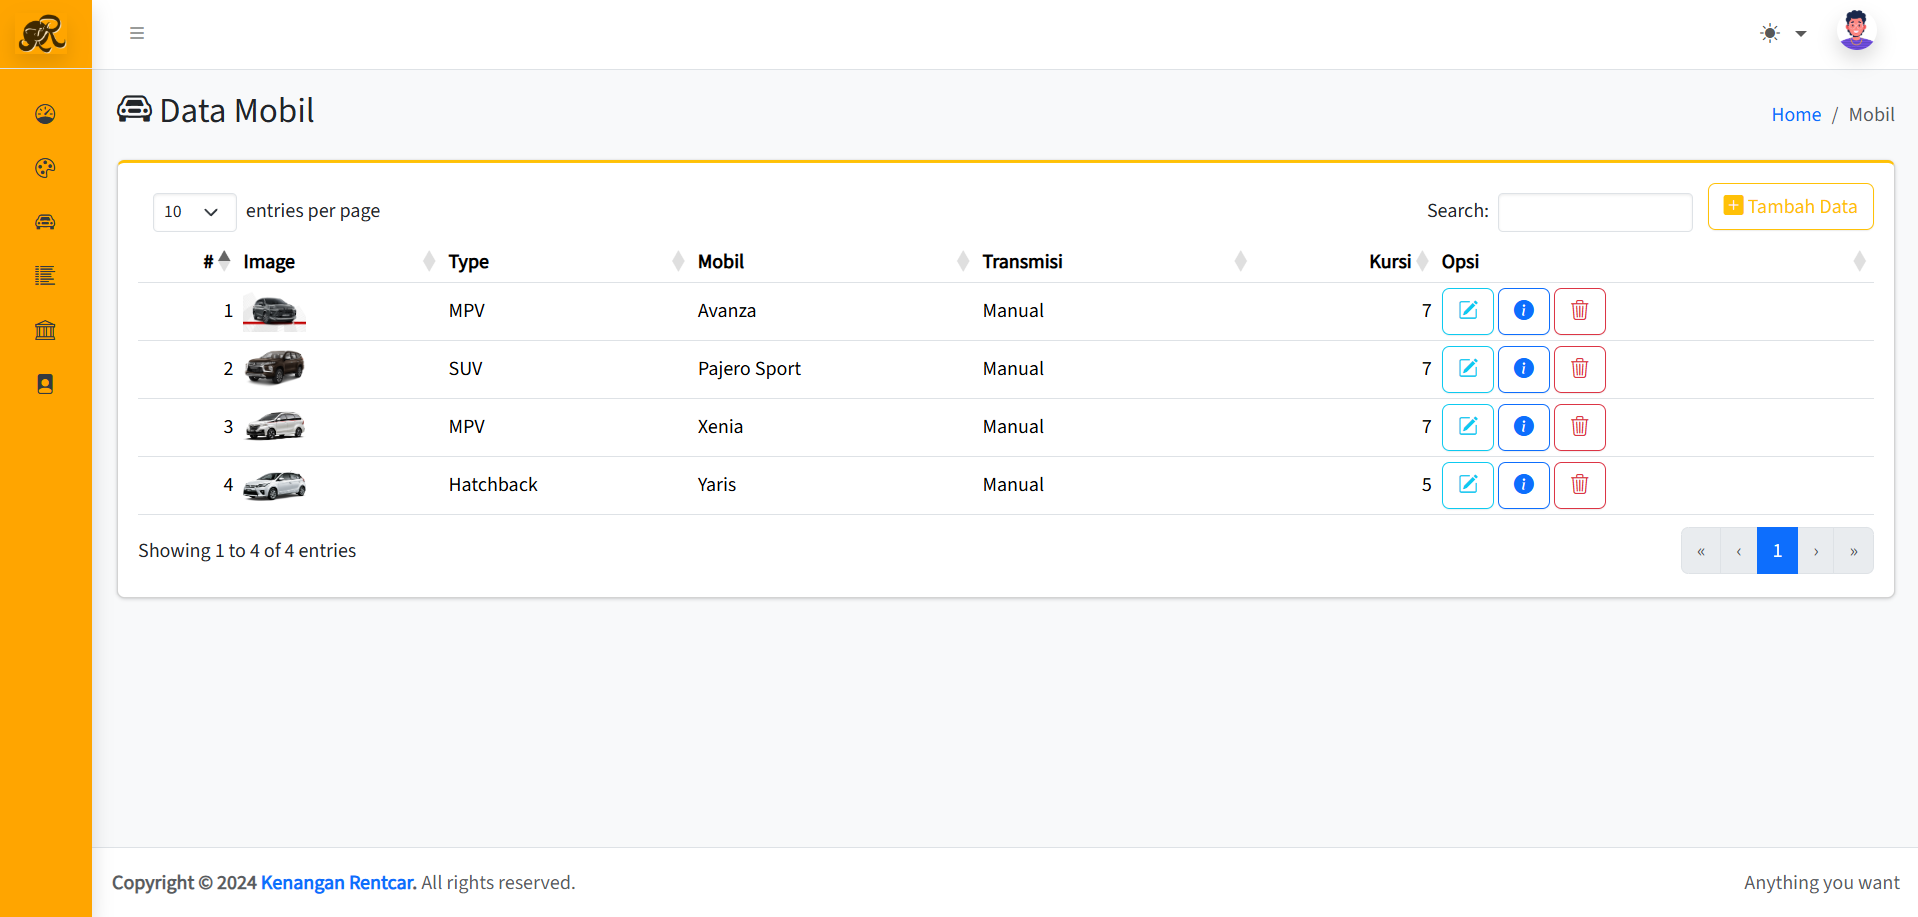 Data Mobil
Home / Mobil
10 entries per page
Search:
Tambah Data
# Image Type Mobil Transmisi Kursi Opsi
1 MPV Avanza Manual 7
2 SUV Pajero Sport Manual 7
3 MPV Xenia Manual 7
4 Hatchback Yaris Manual 5
Showing 1 to 4 of 4 entries
« ‹ 1 › »
Copyright © 2024 Kenangan Rentcar. All rights reserved.
Anything you want